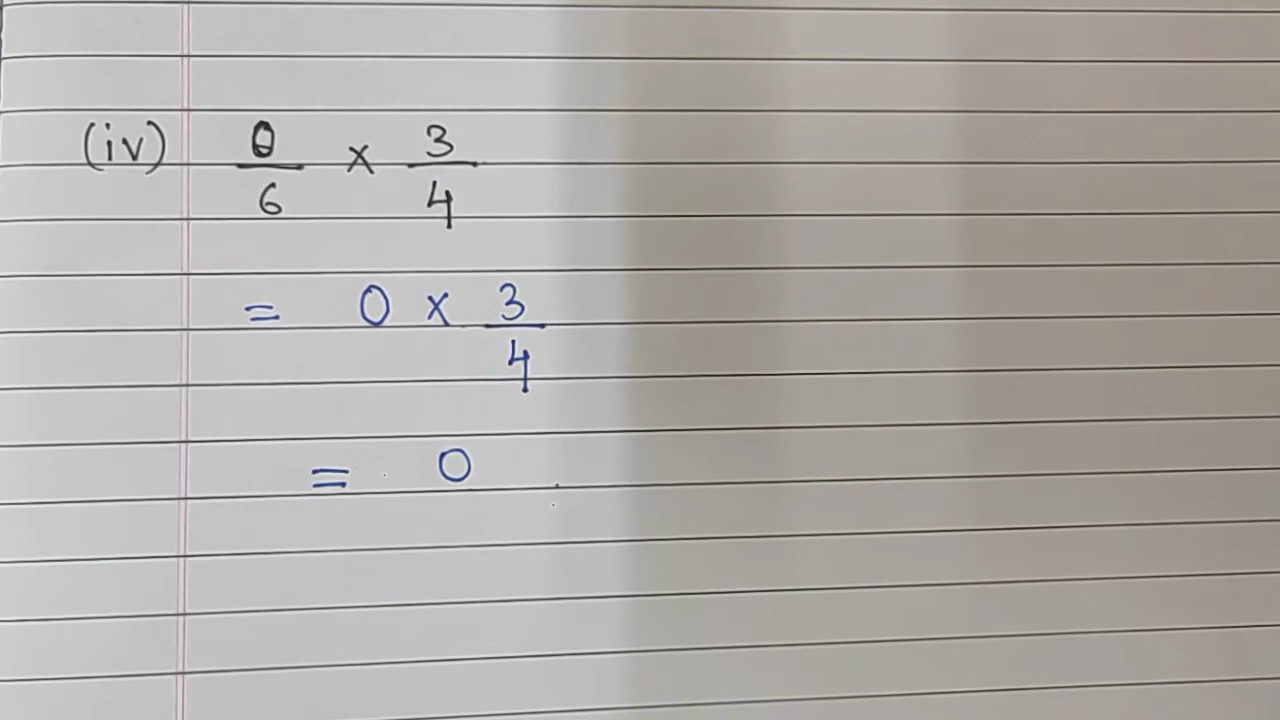 (iv) 0/6 × 3/4
= 0 × 3/4
= 0